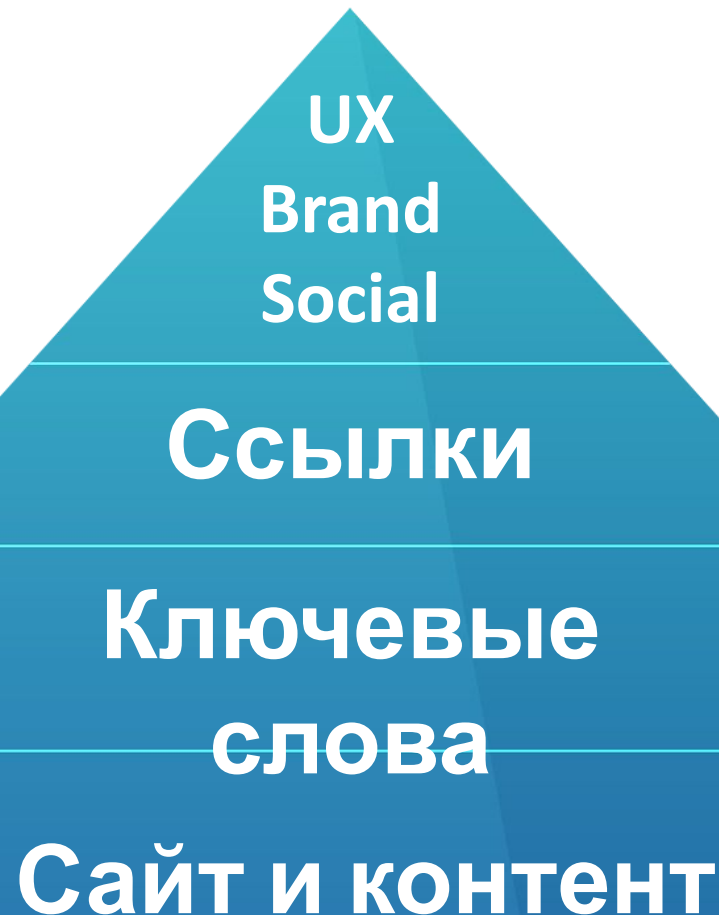 UX
Brand
Social
Ссылки
Ключевые
слова
Сайт и контент